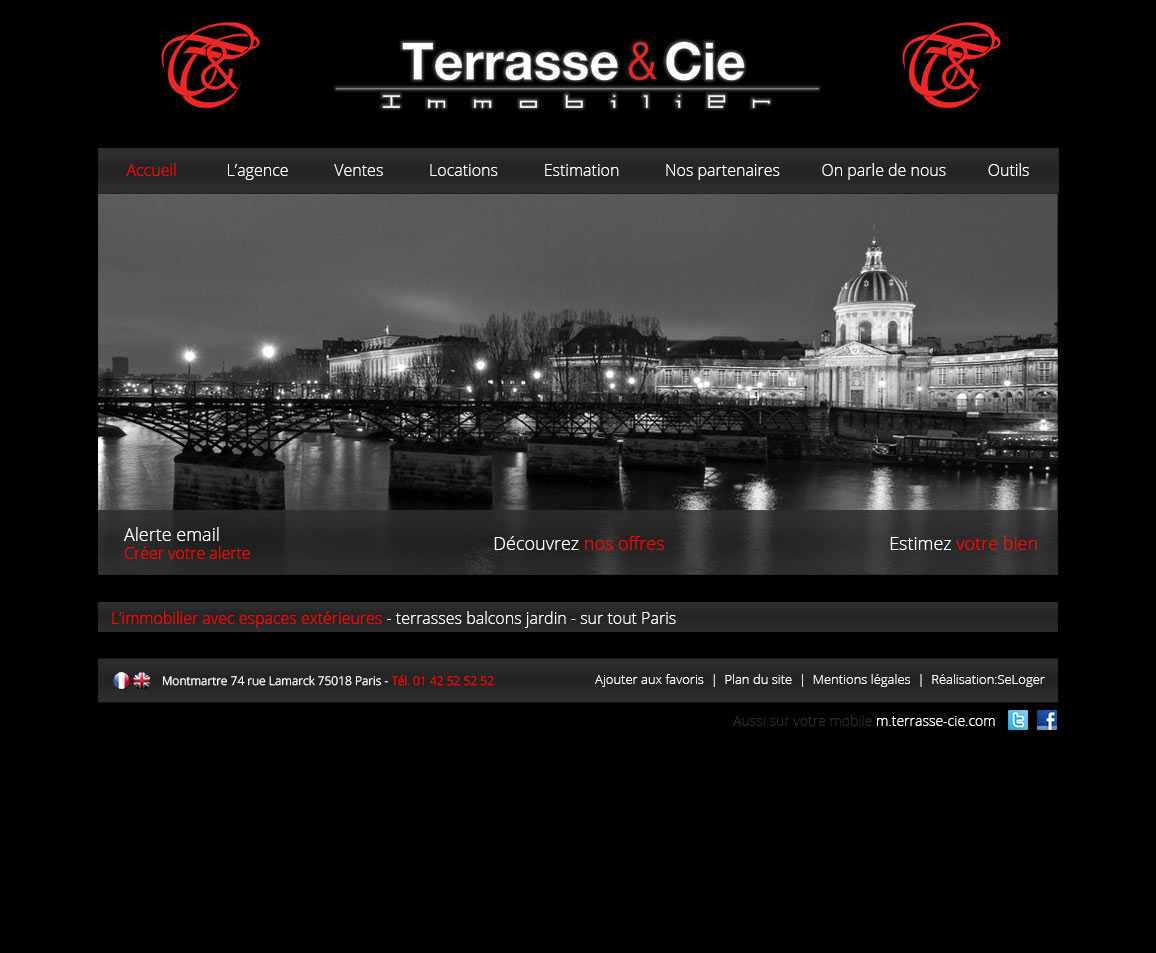 T& Terrasse & Cie T&
Immobilier
Accueil L’agence Ventes Locations Estimation Nos partenaires On parle de nous Outils
Alerte email
Créer votre alerte
Découvrez nos offres
Estimez votre bien
L’immobilier avec espaces extérieures - terrasses balcons jardin - sur tout Paris
Montmartre 74 rue Lamarck 75018 Paris - Tél. 01 42 52 52 52
Ajouter aux favoris | Plan du site | Mentions légales | Réalisation:SeLoger
Aussi sur votre mobile m.terrasse-cie.com